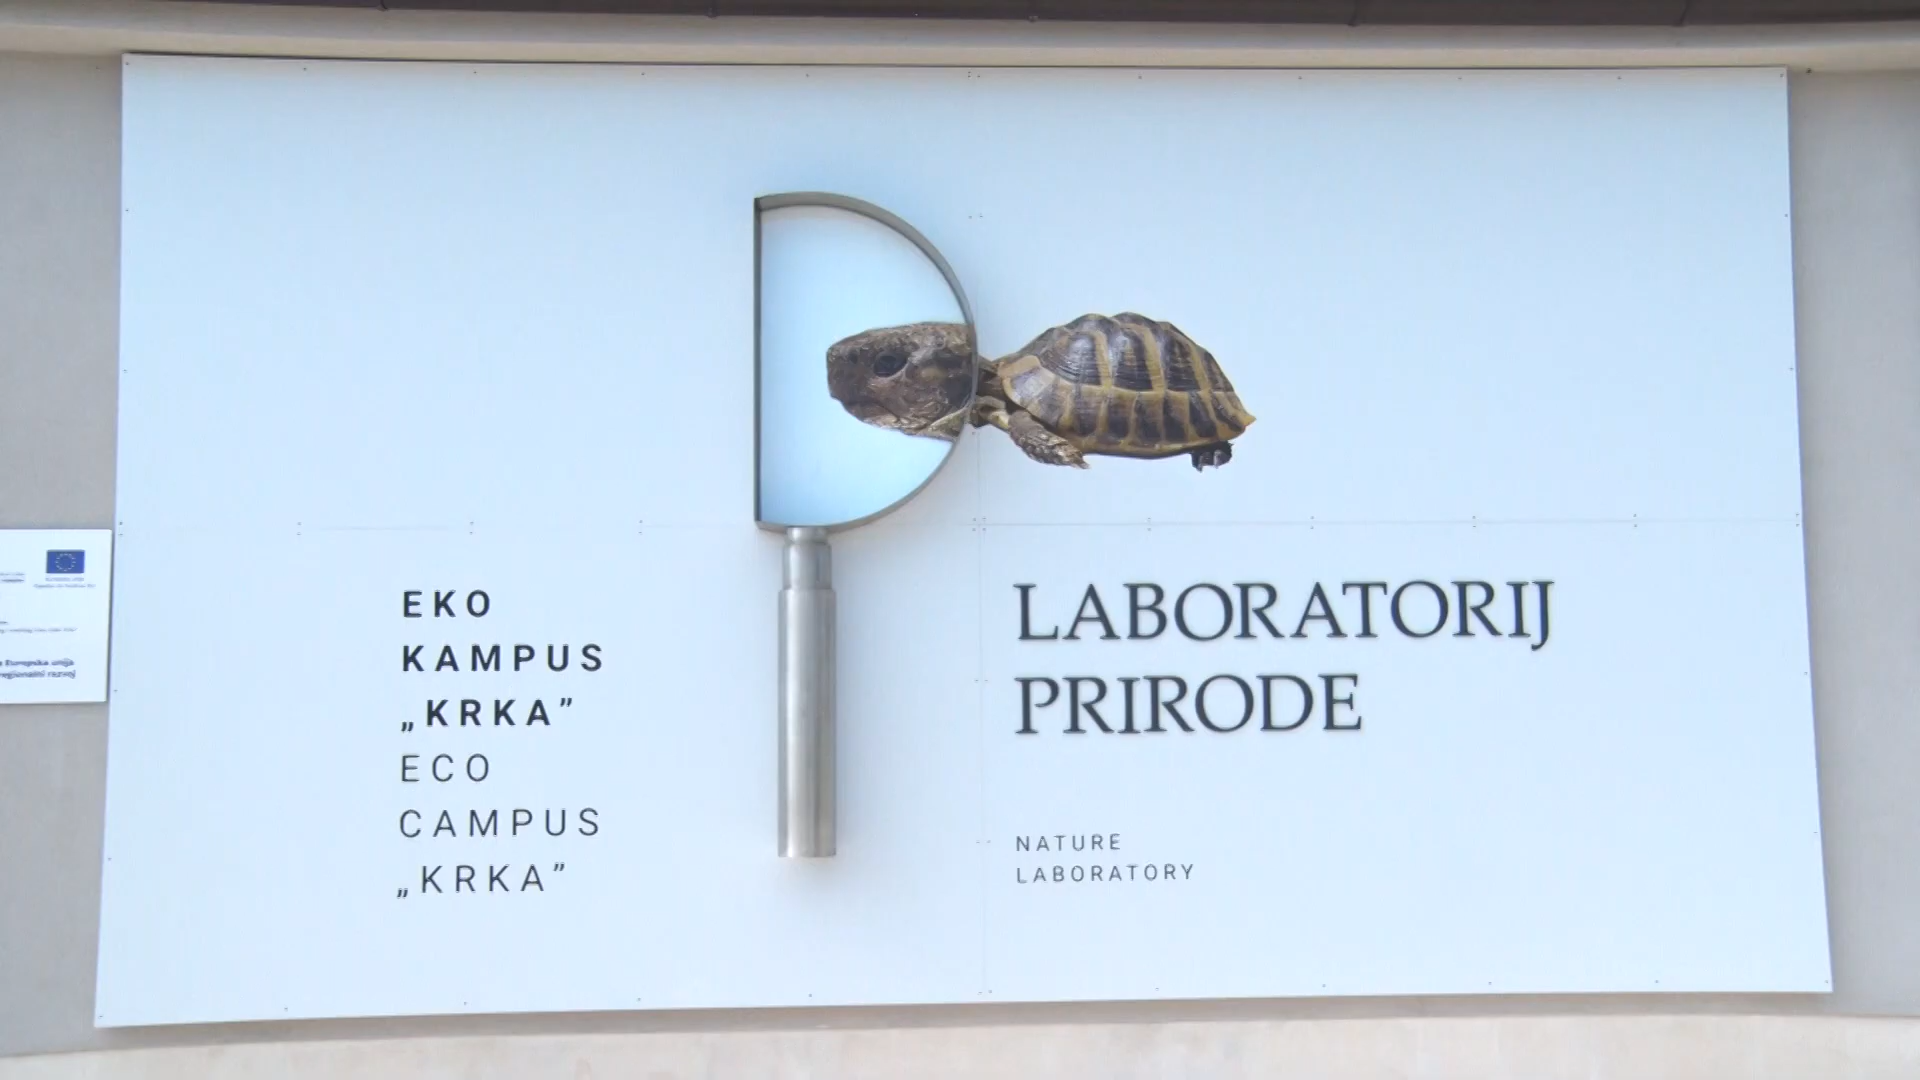 EKO
KAMPUS
„KRKA”
ECO
CAMPUS
„KRKA”
LABORATORIJ
PRIRODE
NATURE
LABORATORY
Europska unija
regionalni razvoj